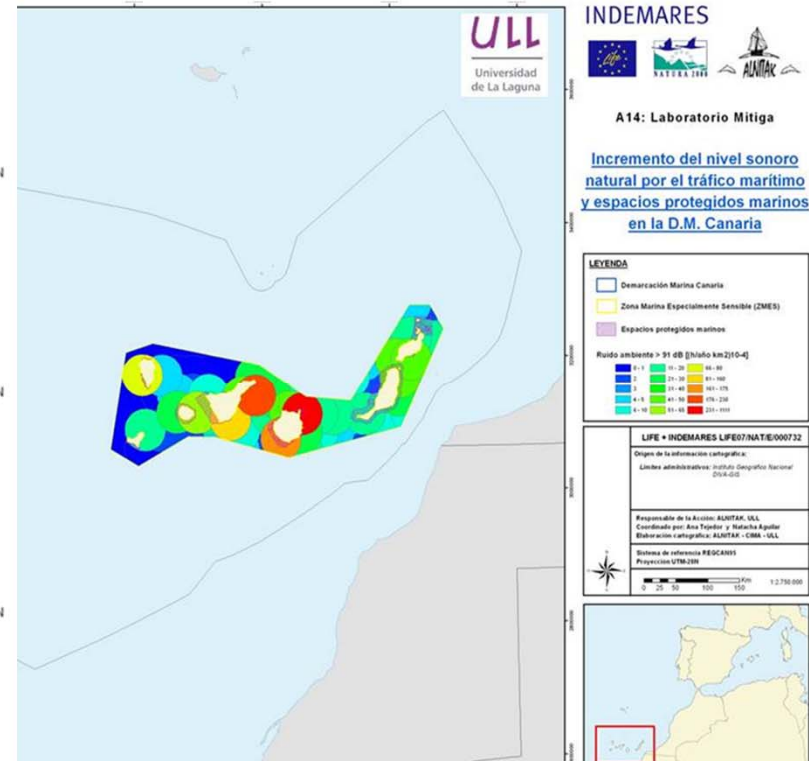 ULL
Universidad
de La Laguna
INDEMARES
Life
NATURA 2000
ALNITAK
A14: Laboratorio Mitiga
Incremento del nivel sonoro
natural por el tráfico marítimo
y espacios protegidos marinos
en la D.M. Canaria
LEYENDA
Demarcación Marina Canaria
Zona Marina Especialmente Sensible (ZMES)
Espacios protegidos marinos
Ruido ambiente > 91 dB [(h/año km2)10-4]
0 - 1 11 - 20 66 - 80
2 21 - 30 81 - 160
3 31 - 40 161 - 175
4 - 5 41 - 50 176 - 230
6 - 10 51 - 65 231 - 1111
LIFE + INDEMARES LIFE07/NAT/E/000732
Origen de la información cartográfica:
Límites administrativos: Instituto Geográfico Nacional
DIVA-GIS
Responsable de la Acción: ALNITAK, ULL
Coordinado por: Ana Tejedor y Natacha Aguilar
Elaboración cartográfica: ALNITAK - CIMA - ULL
Sistema de referencia REGCAN95
Proyección UTM-28N
Km
0 25 50 100 150
1:2.750.000